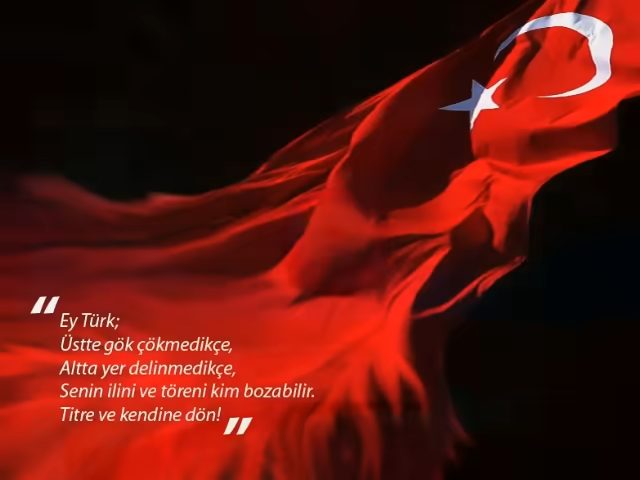 "Ey Türk;
Üstte gök çökmedikçe,
Altta yer delinmedikçe,
Senin ilini ve töreni kim bozabilir.
Titre ve kendine dön!"